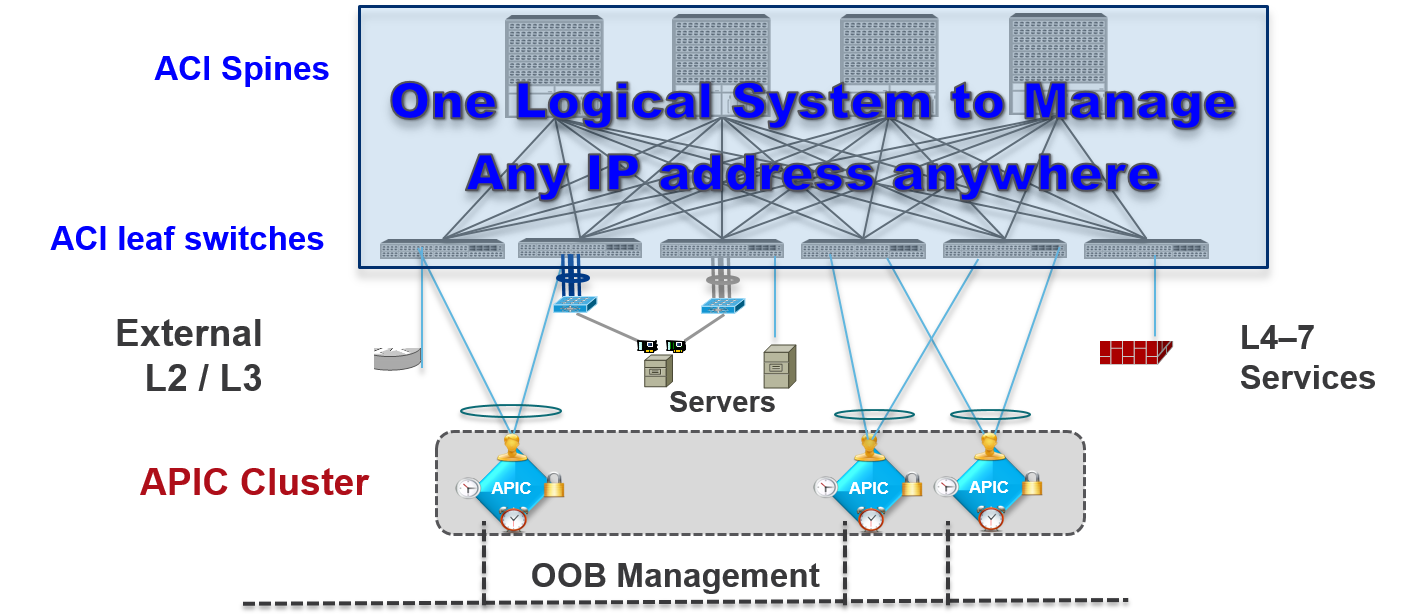 ACI Spines
One Logical System to Manage
Any IP address anywhere
ACI leaf switches
External
L2 / L3
L4–7
Services
Servers
APIC Cluster
APIC
APIC
APIC
OOB Management